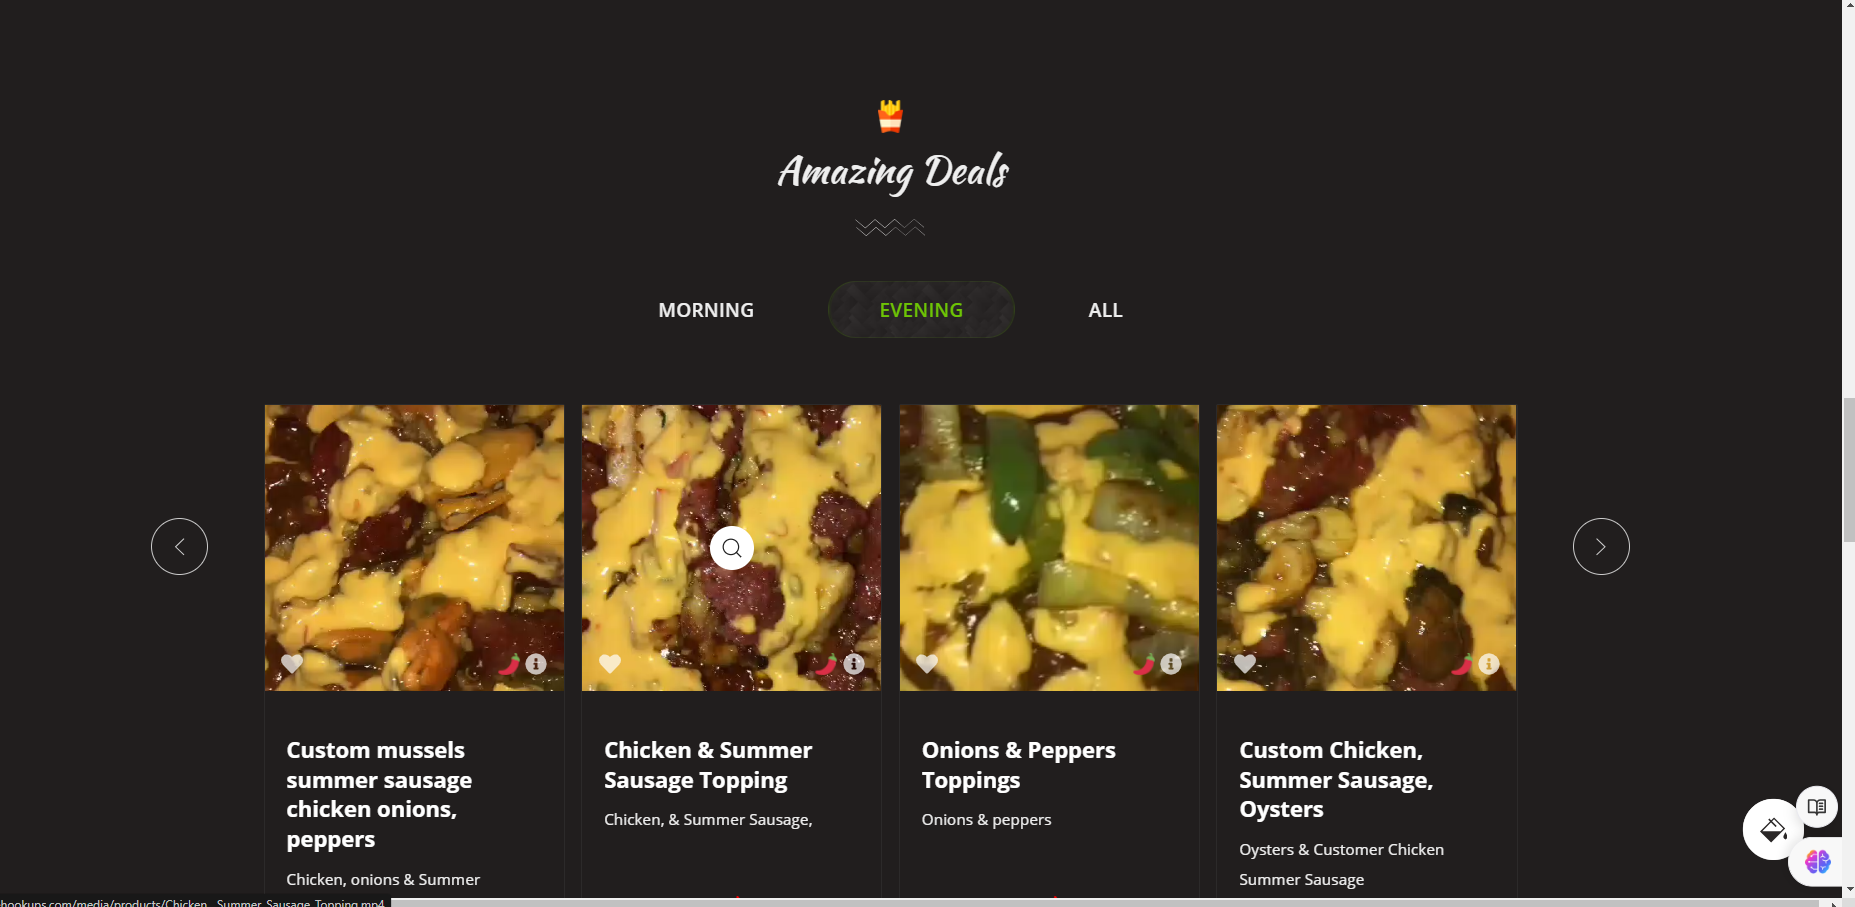 Amazing Deals
MORNING
EVENING
ALL
Custom mussels
summer sausage
chicken onions,
peppers
Chicken, onions & Summer
Chicken & Summer
Sausage Topping
Chicken, & Summer Sausage,
Onions & Peppers
Toppings
Onions & peppers
Custom Chicken,
Summer Sausage,
Oysters
Oysters & Customer Chicken
Summer Sausage
hookups.com/media/products/Chicken__Summer_Sausage_Topping.mp4